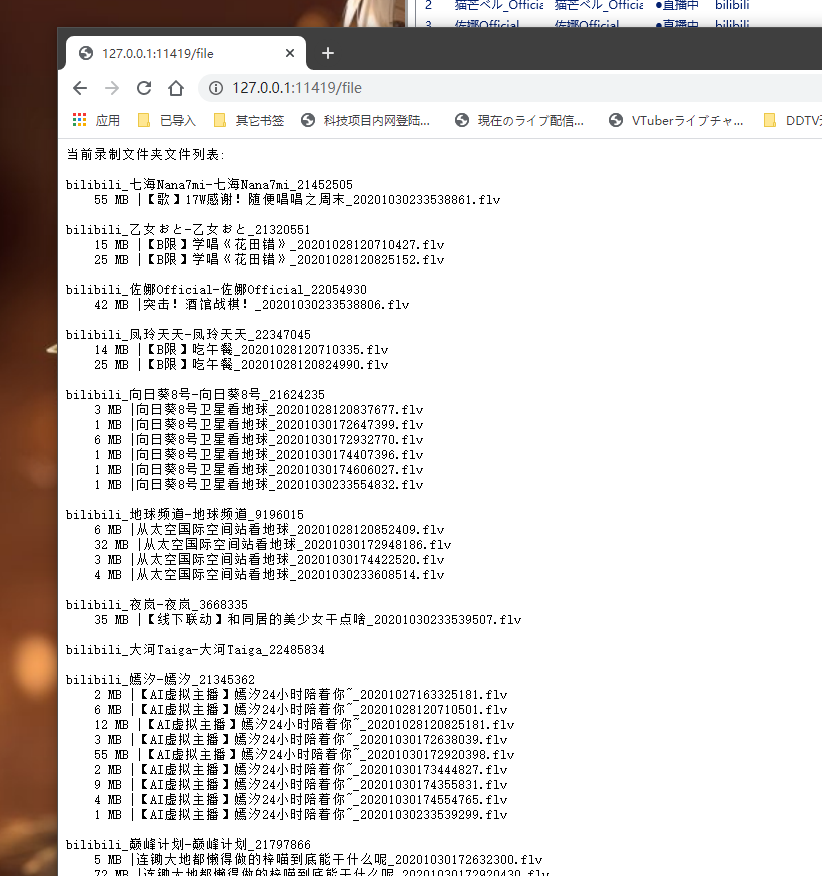 2 猫芒ベル_Official 猫芒ベル_Official ●直播中 bilibili
3 佐娜Official 佐娜Official ●直播中 bilibili
127.0.0.1:11419/file
127.0.0.1:11419/file
应用 已导入 其它书签 科技项目内网登陆... 現在のライブ配信... VTuberライブチャ... DDTV
当前录制文件夹文件列表:
bilibili_七海Nana7mi-七海Nana7mi_21452505
55 MB |【歌】17W感谢！随便唱唱之周末_20201030233538861.flv
bilibili_乙女おと-乙女おと_21320551
15 MB |【B限】学唱《花田错》_20201028120710427.flv
25 MB |【B限】学唱《花田错》_20201028120825152.flv
bilibili_佐娜Official-佐娜Official_22054930
42 MB |突击！酒馆战棋！_20201030233538806.flv
bilibili_凤玲天天-凤玲天天_22347045
14 MB |【B限】吃午餐_20201028120710335.flv
25 MB |【B限】吃午餐_20201028120824990.flv
bilibili_向日葵8号-向日葵8号_21624235
3 MB |向日葵8号卫星看地球_20201028120837677.flv
1 MB |向日葵8号卫星看地球_20201030172647399.flv
6 MB |向日葵8号卫星看地球_20201030172932770.flv
1 MB |向日葵8号卫星看地球_20201030174407396.flv
1 MB |向日葵8号卫星看地球_20201030174606027.flv
1 MB |向日葵8号卫星看地球_20201030233554832.flv
bilibili_地球频道-地球频道_9196015
6 MB |从太空国际空间站看地球_20201028120852409.flv
32 MB |从太空国际空间站看地球_20201030172948186.flv
3 MB |从太空国际空间站看地球_20201030174422520.flv
4 MB |从太空国际空间站看地球_20201030233608514.flv
bilibili_夜岚-夜岚_3668335
35 MB |【线下联动】和同居的美少女干点啥_20201030233539507.flv
bilibili_大河Taiga-大河Taiga_22485834
bilibili_嫣汐-嫣汐_21345362
2 MB |【AI虚拟主播】嫣汐24小时陪着你~_20201027163325181.flv
6 MB |【AI虚拟主播】嫣汐24小时陪着你~_20201028120710501.flv
12 MB |【AI虚拟主播】嫣汐24小时陪着你~_20201028120825181.flv
3 MB |【AI虚拟主播】嫣汐24小时陪着你~_20201030172638039.flv
55 MB |【AI虚拟主播】嫣汐24小时陪着你~_20201030172920398.flv
2 MB |【AI虚拟主播】嫣汐24小时陪着你~_20201030173444827.flv
9 MB |【AI虚拟主播】嫣汐24小时陪着你~_20201030174355831.flv
4 MB |【AI虚拟主播】嫣汐24小时陪着你~_20201030174554765.flv
1 MB |【AI虚拟主播】嫣汐24小时陪着你~_20201030233539299.flv
bilibili_巅峰计划-巅峰计划_21797866
5 MB |连锄大地都懒得做的梓喵到底能干什么呢_20201030172632300.flv
72 MB |连锄大地都懒得做的梓喵到底能干什么呢_20201030172920430.flv